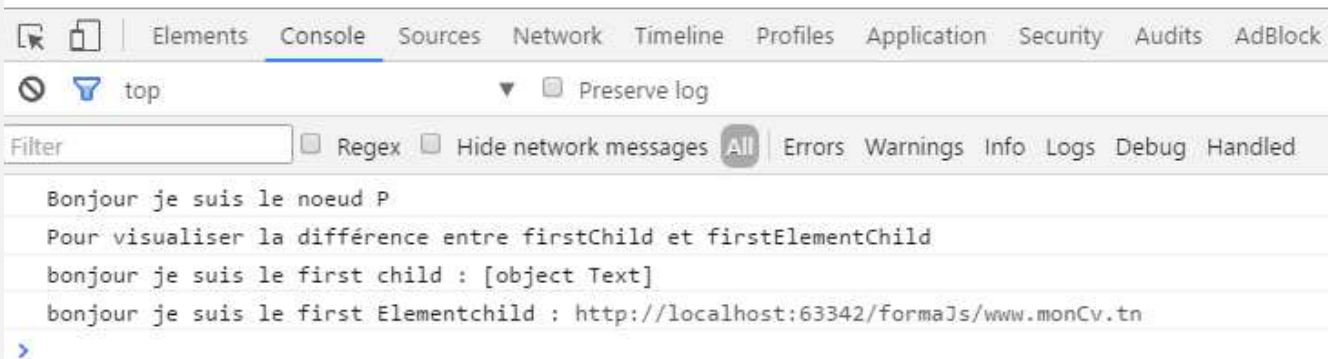 Elements Console Sources Network Timeline Profiles Application Security Audits AdBlock
top ▼ Preserve log
Filter Regex Hide network messages All Errors Warnings Info Logs Debug Handled
Bonjour je suis le noeud P
Pour visualiser la différence entre firstChild et firstElementChild
bonjour je suis le first child : [object Text]
bonjour je suis le first Elementchild : http://localhost:63342/formaJs/www.monCv.tn
>